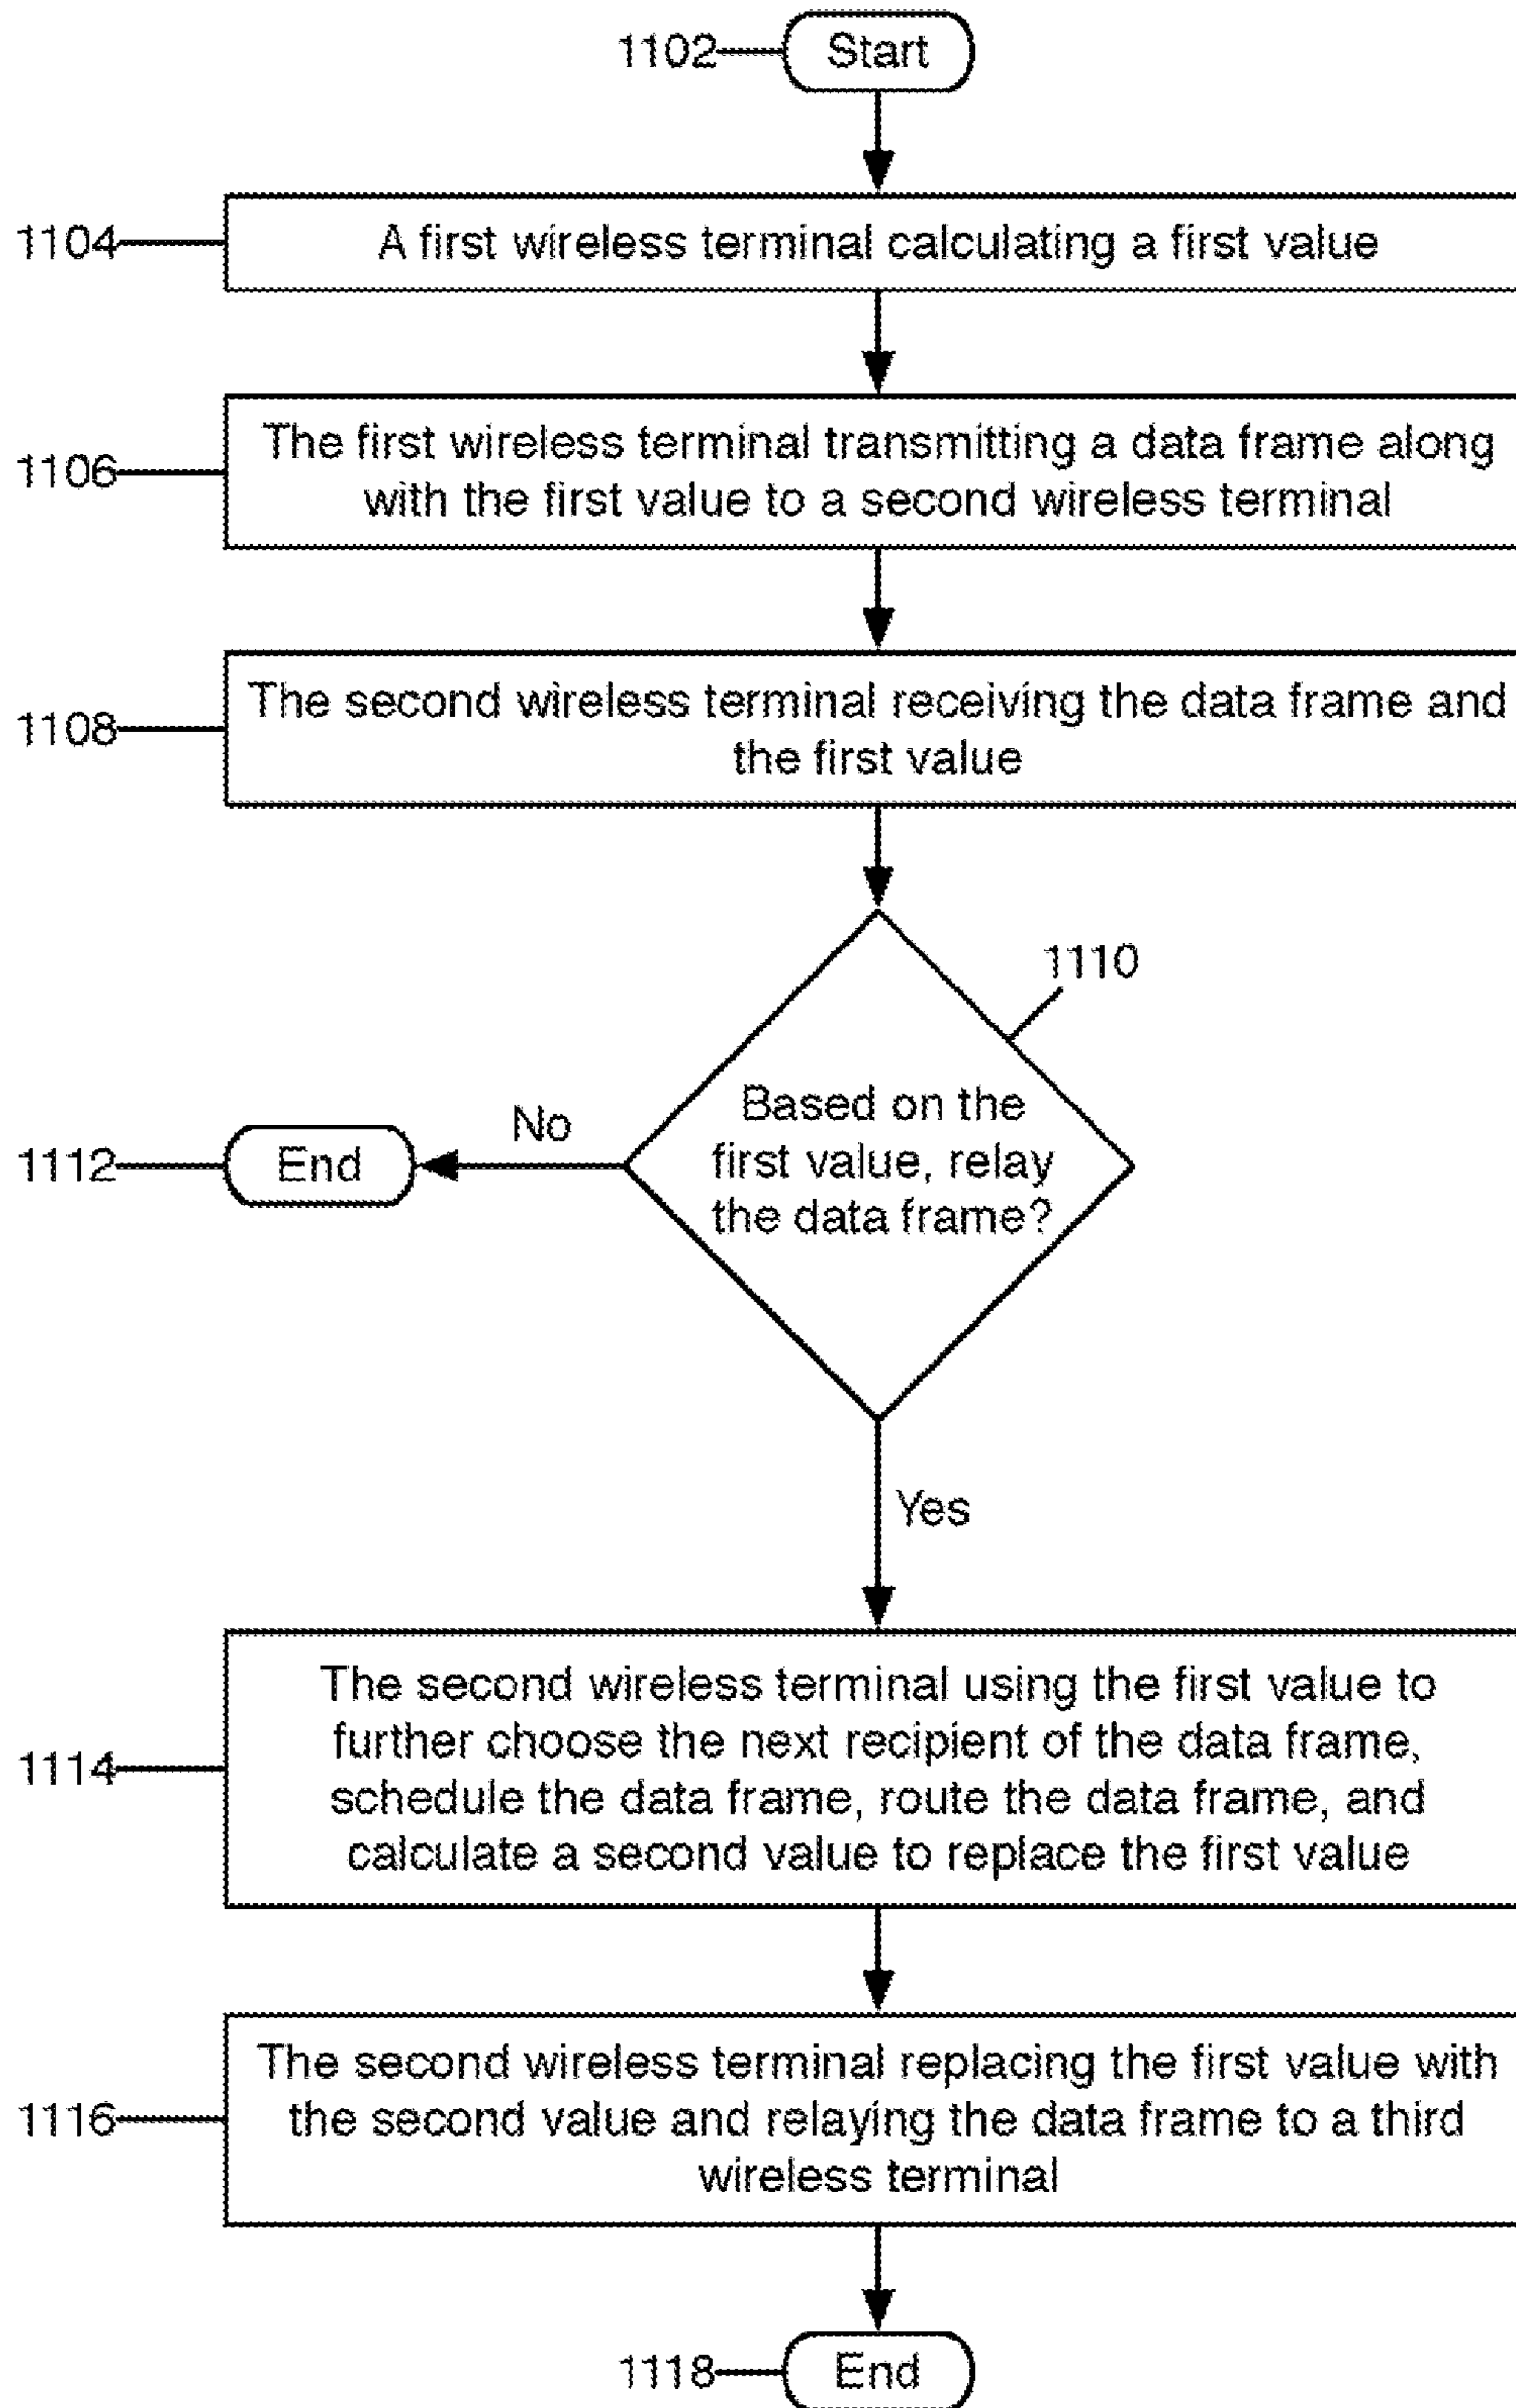 1102 Start
1104 A first wireless terminal calculating a first value
The first wireless terminal transmitting a data frame along
1106
with the first value to a second wireless terminal
The second wireless terminal receiving the data frame and
1108
the first value
1110
Based on the
first value, relay
the data frame?
No
1112 End
Yes
The second wireless terminal using the first value to
further choose the next recipient of the data frame,
1114
schedule the data frame, route the data frame, and
calculate a second value to replace the first value
The second wireless terminal replacing the first value with
1116
the second value and relaying the data frame to a third
wireless terminal
1118 End